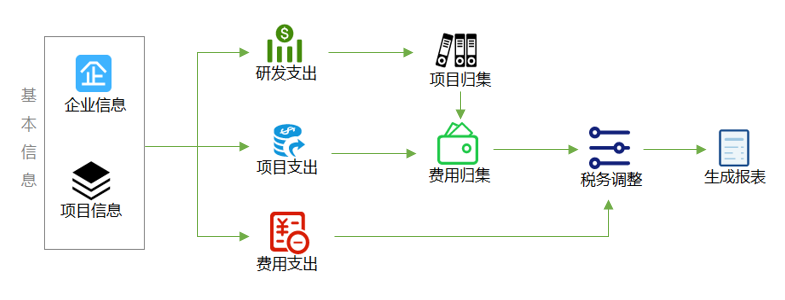 基本信息
企业信息
项目信息
研发支出
项目支出
费用支出
项目归集
费用归集
税务调整
生成报表